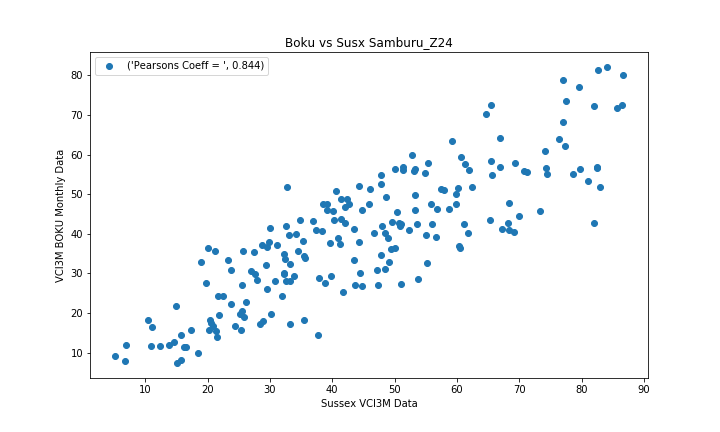 Boku vs Susx Samburu_Z24
('Pearsons Coeff = ', 0.844)
VCI3M BOKU Monthly Data
80
70
60
50
40
30
20
10
10 20 30 40 50 60 70 80 90
Sussex VCI3M Data